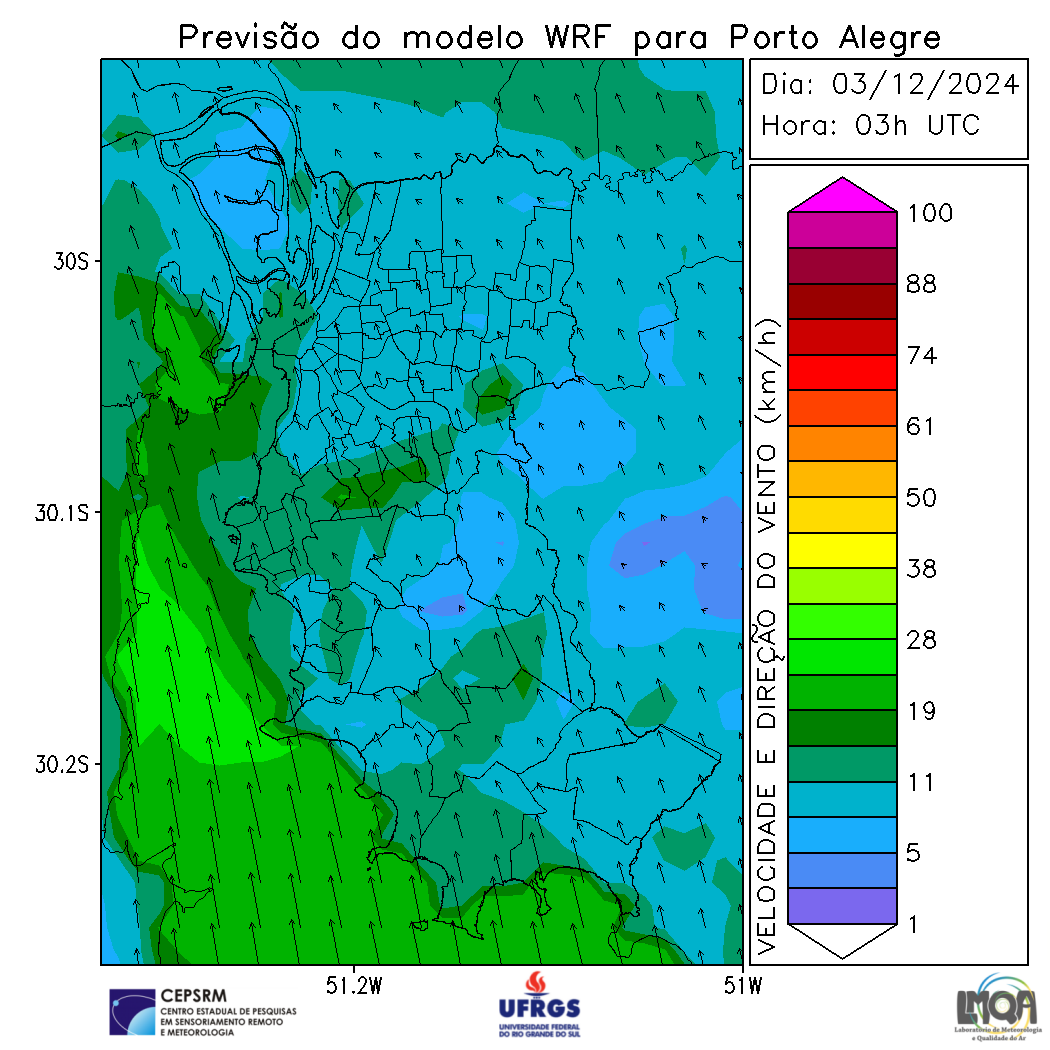 Previsão do modelo WRF para Porto Alegre
Dia: 03/12/2024
Hora: 03h UTC
30S
30.1S
30.2S
51.2W
51W
VELOCIDADE E DIREÇÃO DO VENTO (km/h)
100
88
74
61
50
38
28
19
11
5
1
CEPSRM
CENTRO ESTADUAL DE PESQUISAS
EM SENSORIAMENTO REMOTO
E METEOROLOGIA
UFRGS
UNIVERSIDADE FEDERAL
DO RIO GRANDE DO SUL
LMQA
Laboratório de Meteorologia
e Qualidade do Ar